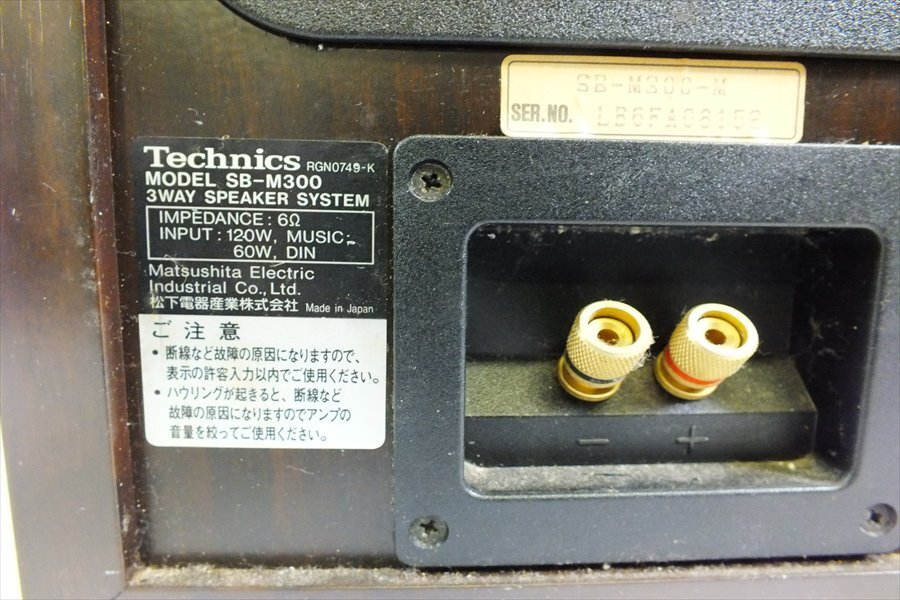 SB-M300-M
SER.NO. LB6FA08152
Technics RGN0749-K
MODEL SB-M300
3WAY SPEAKER SYSTEM
IMPEDANCE : 6Ω
INPUT : 120W, MUSIC;
60W, DIN
Matsushita Electric
Industrial Co., Ltd.
松下電器産業株式会社 Made in Japan
ご注意
・断線など故障の原因になりますので、
表示の許容入力以内でご使用ください。
・ハウリングが起きると、断線など
故障の原因になりますのでアンプの
音量を絞ってご使用ください。
− +